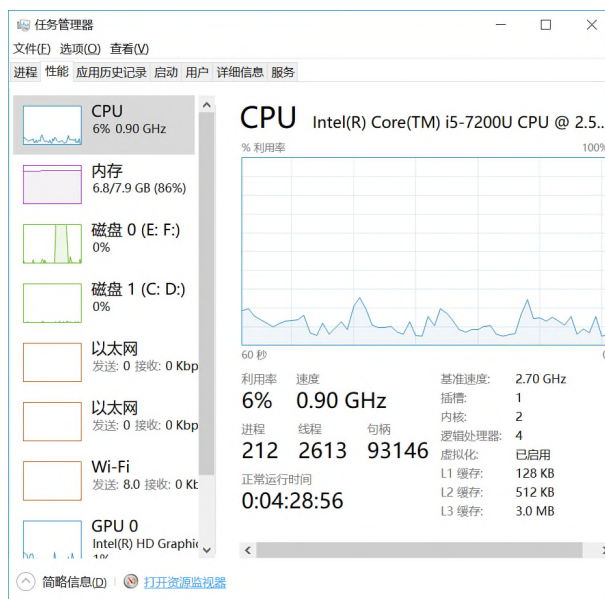 任务管理器
文件(F) 选项(O) 查看(V)
进程 性能 应用历史记录 启动 用户 详细信息 服务
CPU
6% 0.90 GHz
内存
6.8/7.9 GB (86%)
磁盘 0 (E: F:)
0%
磁盘 1 (C: D:)
0%
以太网
发送: 0 接收: 0 Kbp
以太网
发送: 0 接收: 0 Kbp
Wi-Fi
发送: 8.0 接收: 0 Kb
GPU 0
Intel(R) HD Graphic
1%
CPU Intel(R) Core(TM) i5-7200U CPU @ 2.5...
% 利用率 100%
60 秒 0
利用率 速度
6% 0.90 GHz
进程 线程 句柄
212 2613 93146
正常运行时间
0:04:28:56
基准速度: 2.70 GHz
插槽: 1
内核: 2
逻辑处理器: 4
虚拟化: 已启用
L1 缓存: 128 KB
L2 缓存: 512 KB
L3 缓存: 3.0 MB
简略信息(D) 打开资源监视器